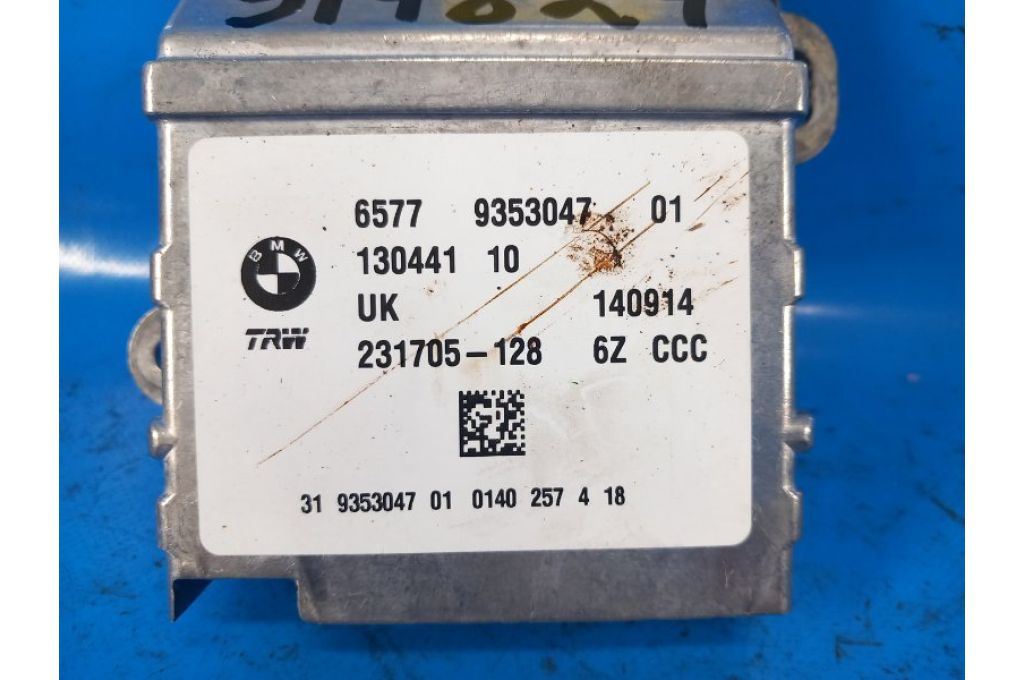 6577 9353047 01
BMW
130441 10
UK 140914
TRW
231705-128 6Z CCC
31 9353047 01 0140 257 4 18